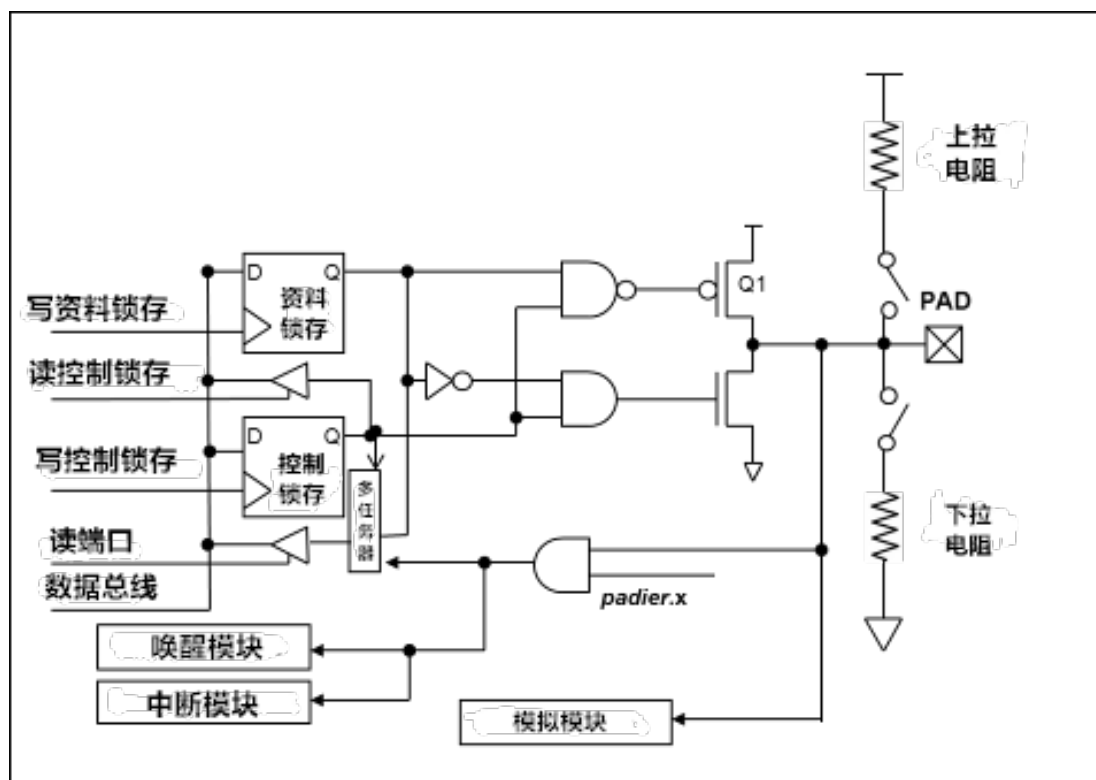 上拉
电阻
PAD
Q1
D
Q
资料
锁存
写资料锁存
读控制锁存
D
Q
控制
锁存
写控制锁存
多任务器
读端口
数据总线
padier.x
下拉
电阻
唤醒模块
中断模块
模拟模块